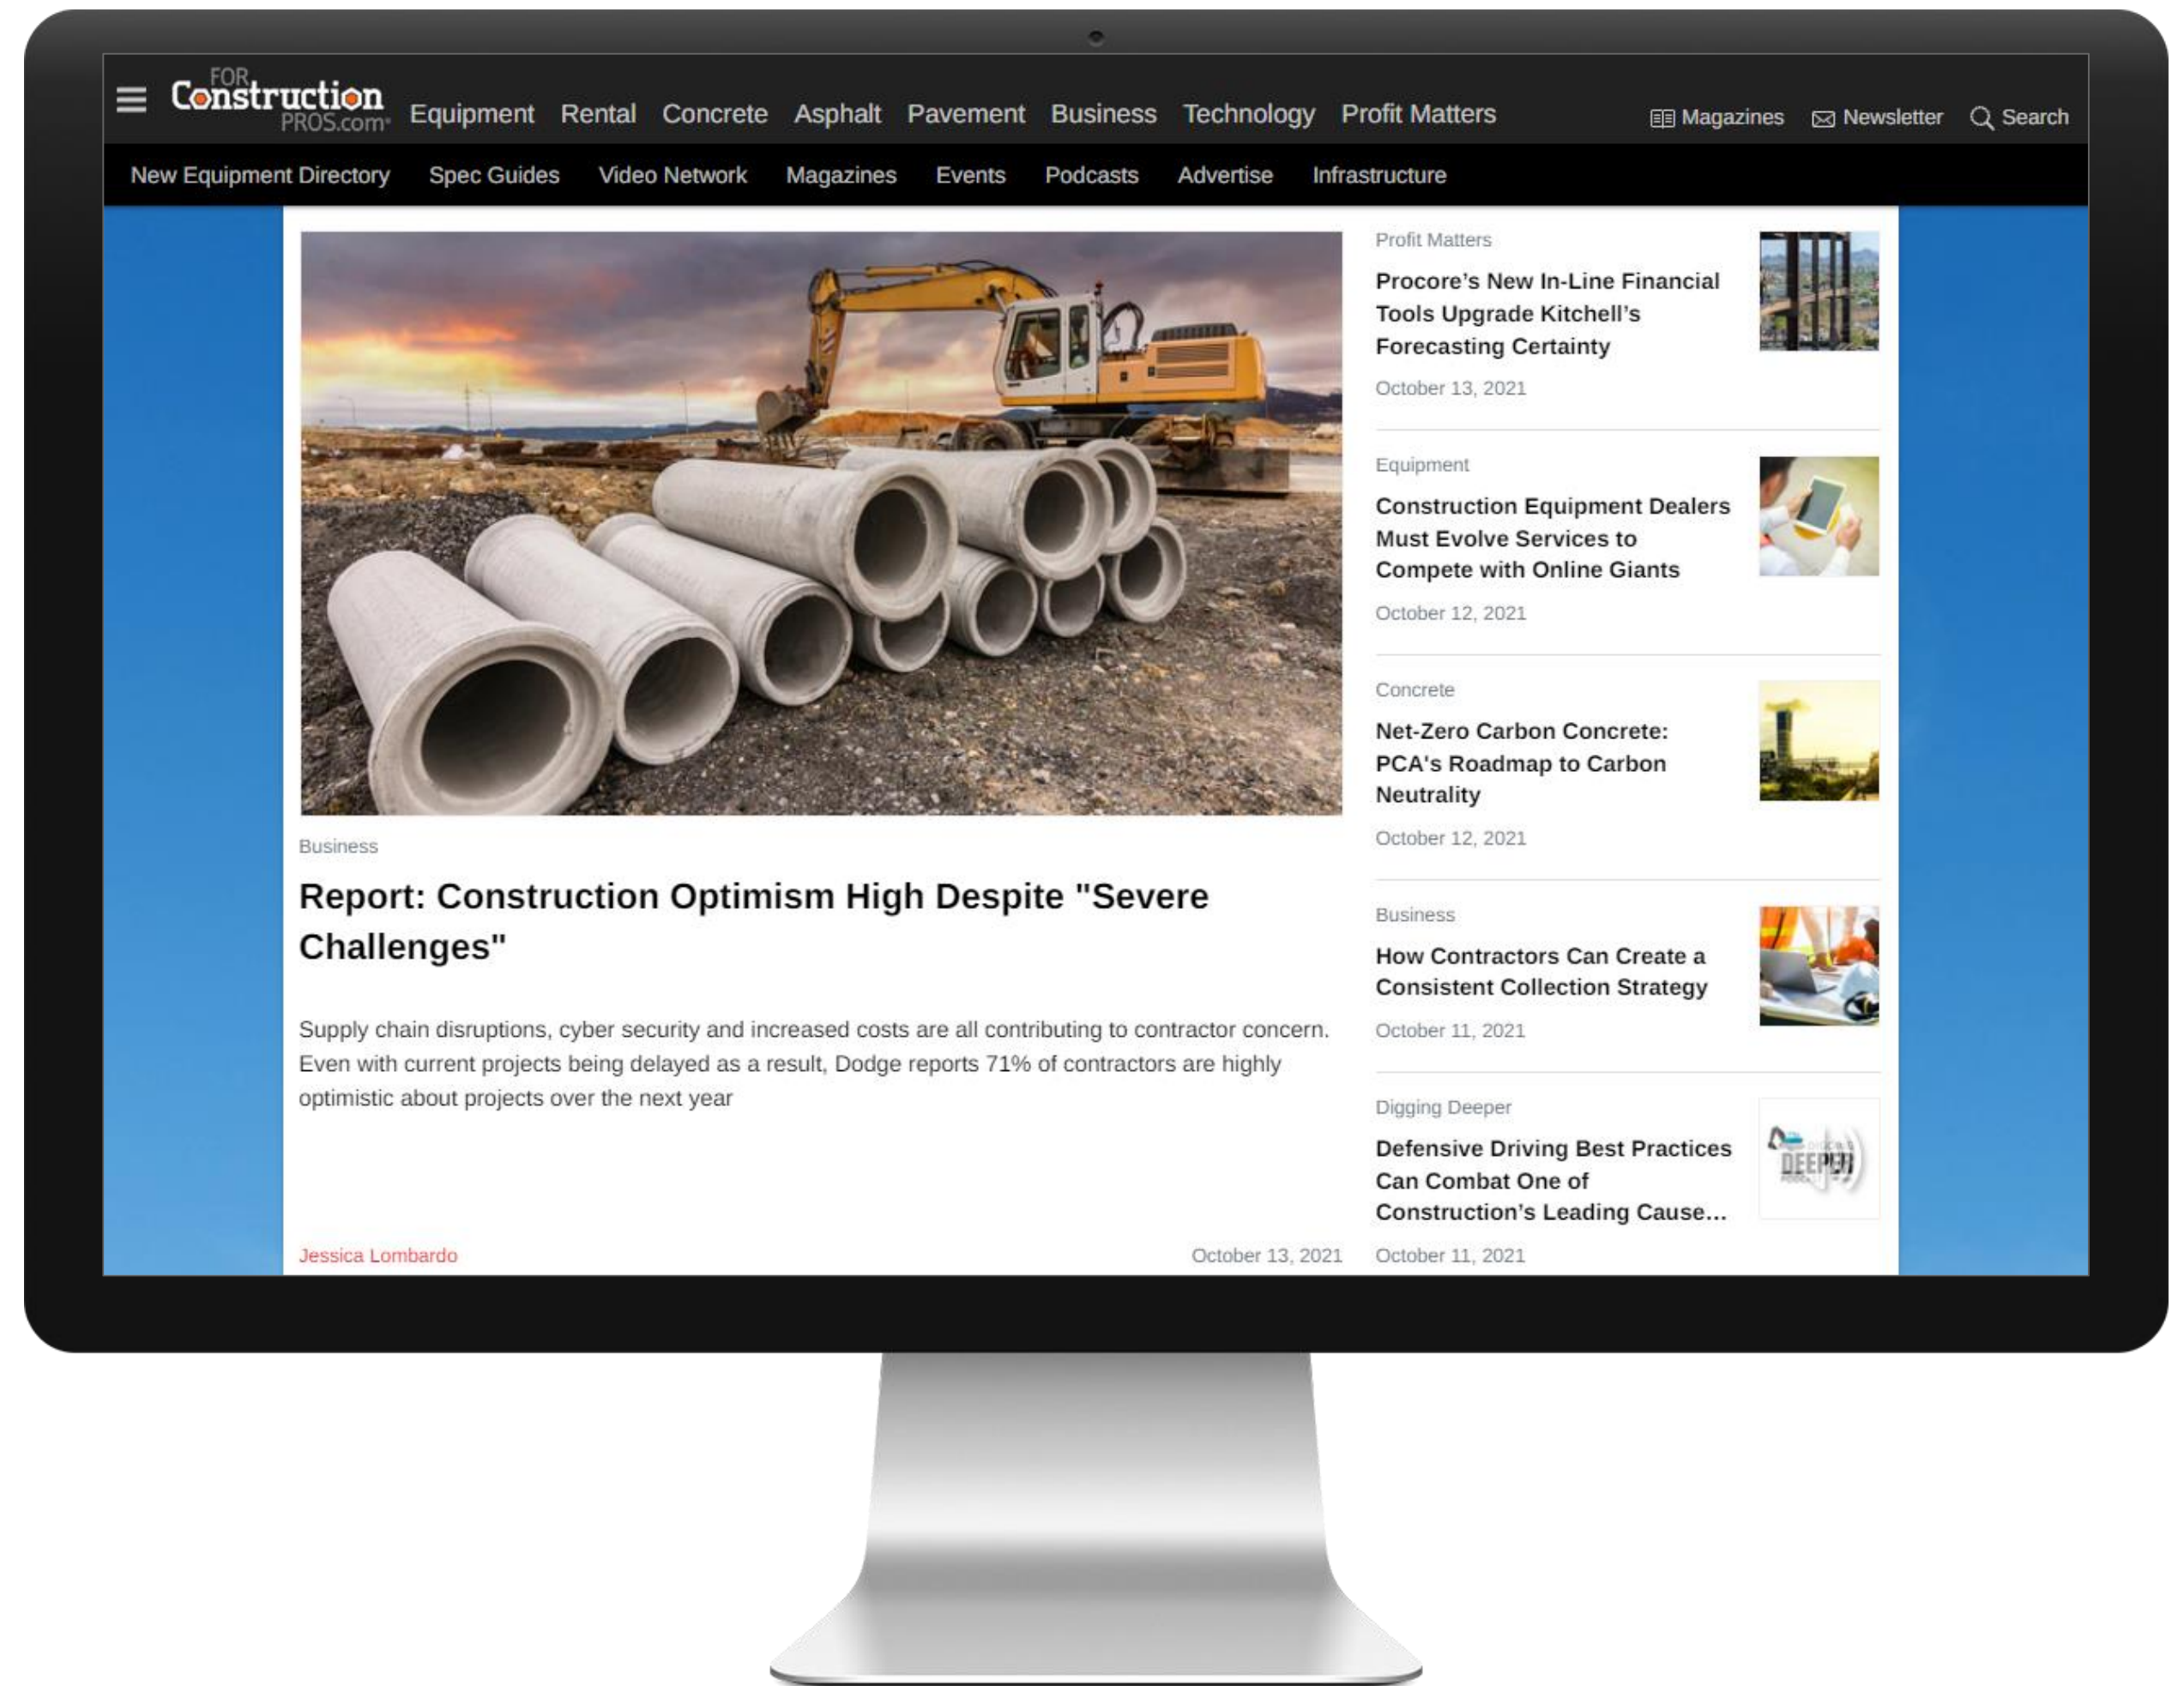 FOR
Construction
PROS.com
Equipment Rental Concrete Asphalt Pavement Business Technology Profit Matters
Magazines Newsletter Search
New Equipment Directory Spec Guides Video Network Magazines Events Podcasts Advertise Infrastructure
Business
Report: Construction Optimism High Despite "Severe
Challenges"
Supply chain disruptions, cyber security and increased costs are all contributing to contractor concern.
Even with current projects being delayed as a result, Dodge reports 71% of contractors are highly
optimistic about projects over the next year
Jessica Lombardo
October 13, 2021
Profit Matters
Procore’s New In-Line Financial
Tools Upgrade Kitchell’s
Forecasting Certainty
October 13, 2021
Equipment
Construction Equipment Dealers
Must Evolve Services to
Compete with Online Giants
October 12, 2021
Concrete
Net-Zero Carbon Concrete:
PCA's Roadmap to Carbon
Neutrality
October 12, 2021
Business
How Contractors Can Create a
Consistent Collection Strategy
October 11, 2021
Digging Deeper
Defensive Driving Best Practices
Can Combat One of
Construction’s Leading Cause...
October 11, 2021
DIGGING
DEEPER
PODCAST